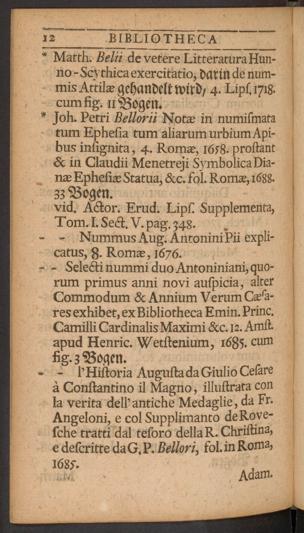 12 BIBLIOTHECA
* Matth. Belii de vetere Litteratura Hun-
no-Scythica exercitatio, darin de num-
mis Attilæ gehandelt wird, 4. Lips. 1718.
cum fig. 11 Bogen.
* Joh. Petri Bellorii Notæ in numismata
tum Ephesia tum aliarum urbium Api-
bus insignita, 4. Romæ, 1658. prostant
& in Claudii Menetreji Symbolica Dia-
næ Ephesiæ Statua, &c. fol. Romæ, 1688.
33 Bogen.
vid. Actor. Erud. Lips. Supplementa,
Tom. I. Sect. V. pag. 348.
- - Nummus Aug. Antonini Pii expli-
catus, 8. Romæ, 1676.
- - Selecti nummi duo Antoniniani, quo-
rum primus anni novi auspicia, alter
Commodum & Annium Verum Cæsa-
res exhibet, ex Bibliotheca Emin. Princ.
Camilli Cardinalis Maximi &c. 12. Amst.
apud Henric. Wetstenium, 1685. cum
fig. 3 Bogen.
- - l'Historia Augusta da Giulio Cesare
à Constantino il Magno, illustrata con
la verita dell'antiche Medaglie, da Fr.
Angeloni, e col Supplimanto de Rove-
sche tratti dal tesoro della R. Christina,
e descritte da G. P. Bellori, fol. in Roma,
1685.
Adam.